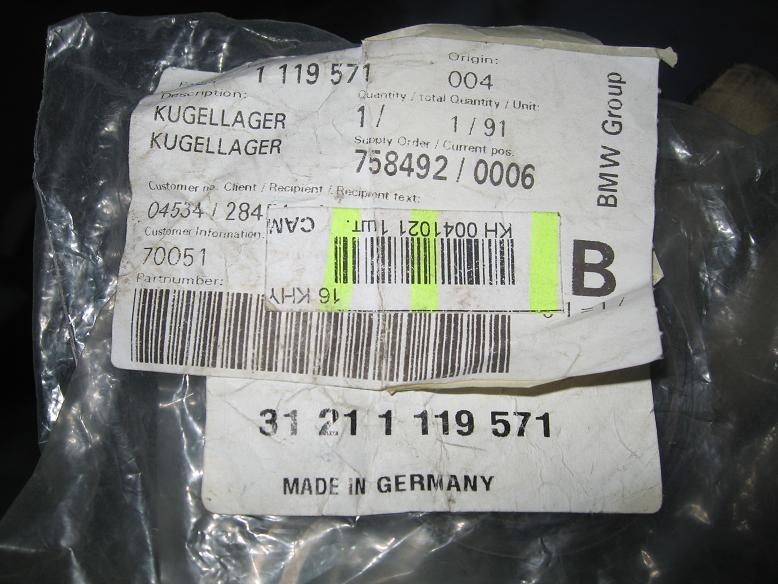 1 119 571
Origin:
004
Description:
KUGELLAGER
KUGELLAGER
Quantity / Total Quantity / Unit:
1 / 1 / 91
Supply Order / Current pos.
758492 / 0006
BMW Group
Customer no. Client / Recipient / Recipient text:
04534 / 284
Customer Information:
70051
Partnumber:
KH 0041021 1 шт.
CAM
16 KHY
B
31 21 1 119 571
MADE IN GERMANY